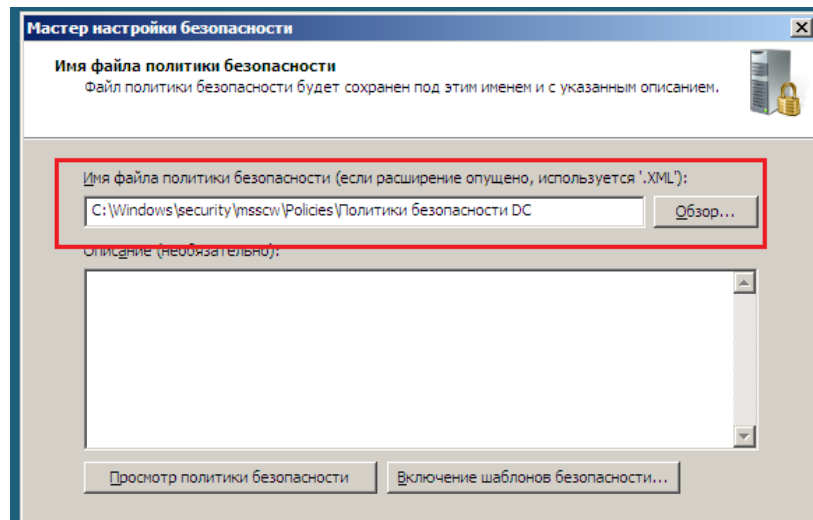 Мастер настройки безопасности
Имя файла политики безопасности
Файл политики безопасности будет сохранен под этим именем и с указанным описанием.
Имя файла политики безопасности (если расширение опущено, используется '.XML'):
C:\Windows\security\msscw\Policies\Политики безопасности DC
Обзор...
Описание (необязательно):
Просмотр политики безопасности
Включение шаблонов безопасности...